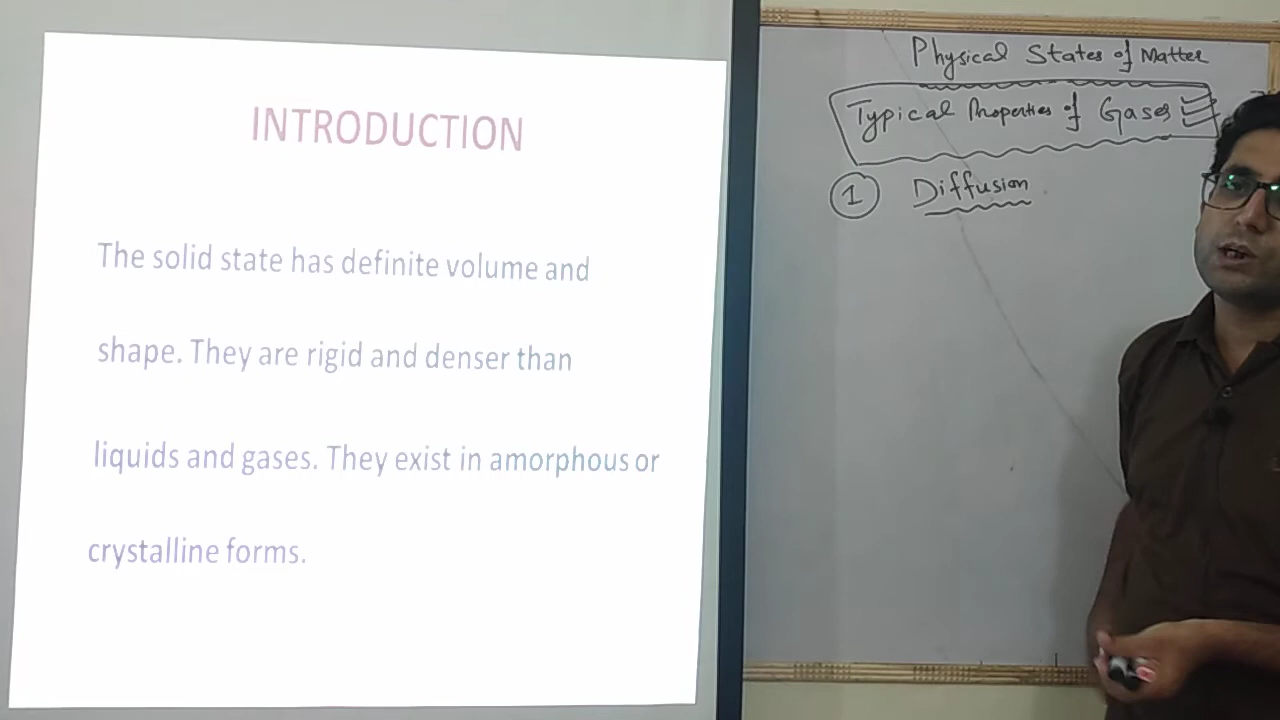 INTRODUCTION
The solid state has definite volume and
shape. They are rigid and denser than
liquids and gases. They exist in amorphous or
crystalline forms.
Physical States of Matter
Typical Properties of Gases
1 Diffusion